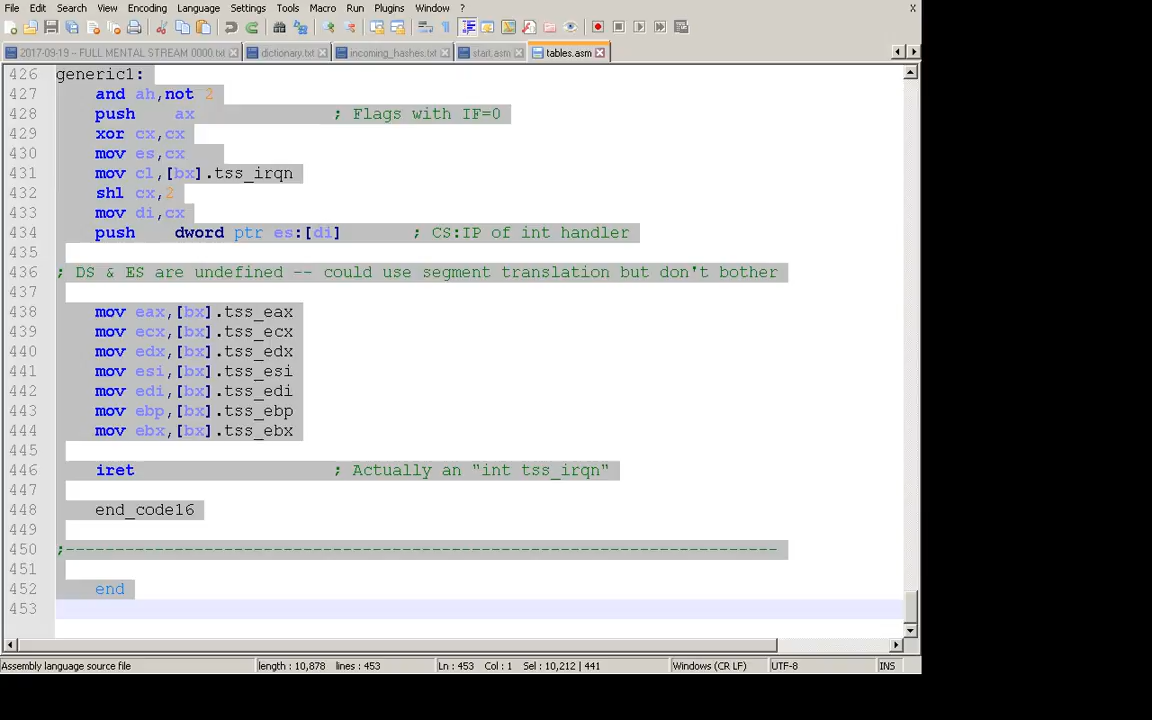 File Edit Search View Encoding Language Settings Tools Macro Run Plugins Window ? X
2017-09-19 - FULL MENTAL STREAM 0000.txt dictionary.txt incoming_hashes.txt start.asm tables.asm
426 generic1:
427 and ah,not 2
428 push ax ; Flags with IF=0
429 xor cx,cx
430 mov es,cx
431 mov cl,[bx].tss_irqn
432 shl cx,2
433 mov di,cx
434 push dword ptr es:[di] ; CS:IP of int handler
435
436 ; DS & ES are undefined -- could use segment translation but don't bother
437
438 mov eax,[bx].tss_eax
439 mov ecx,[bx].tss_ecx
440 mov edx,[bx].tss_edx
441 mov esi,[bx].tss_esi
442 mov edi,[bx].tss_edi
443 mov ebp,[bx].tss_ebp
444 mov ebx,[bx].tss_ebx
445
446 iret ; Actually an "int tss_irqn"
447
448 end_code16
449
450 ;------------------------------------------------------------------------
451
452 end
453
Assembly language source file length : 10,878 lines : 453 Ln : 453 Col : 1 Sel : 10,212 | 441 Windows (CR LF) UTF-8 INS